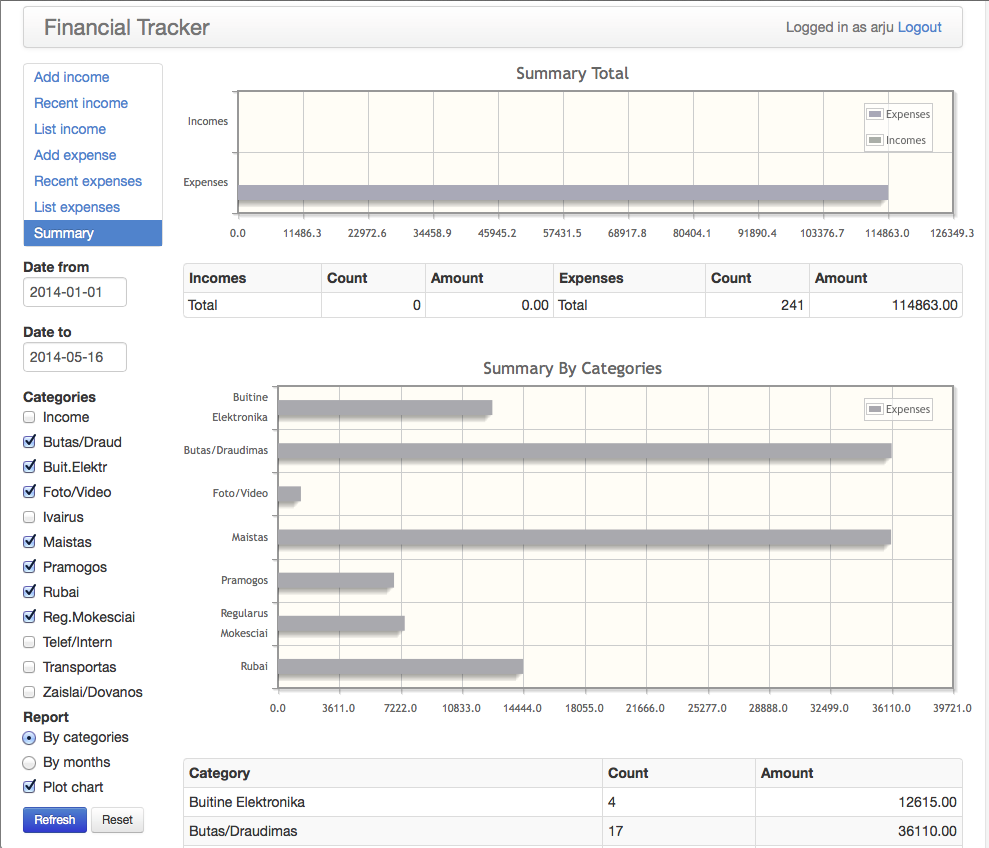 Financial Tracker
Logged in as arju Logout
Add income
Recent income
List income
Add expense
Recent expenses
List expenses
Summary
Date from
2014-01-01
Date to
2014-05-16
Categories
Income
Butas/Draud
Buit.Elektr
Foto/Video
Ivairus
Maistas
Pramogos
Rubai
Reg.Mokesciai
Telef/Intern
Transportas
Zaislai/Dovanos
Report
By categories
By months
Plot chart
Refresh Reset
Summary Total
Incomes
Expenses
Expenses
Incomes
0.0 11486.3 22972.6 34458.9 45945.2 57431.5 68917.8 80404.1 91890.4 103376.7 114863.0 126349.3
Incomes Count Amount Expenses Count Amount
Total 0 0.00 Total 241 114863.00
Summary By Categories
Buitine
Elektronika
Butas/Draudimas
Foto/Video
Maistas
Pramogos
Regularus
Mokesciai
Rubai
Expenses
0.0 3611.0 7222.0 10833.0 14444.0 18055.0 21666.0 25277.0 28888.0 32499.0 36110.0 39721.0
Category Count Amount
Buitine Elektronika 4 12615.00
Butas/Draudimas 17 36110.00